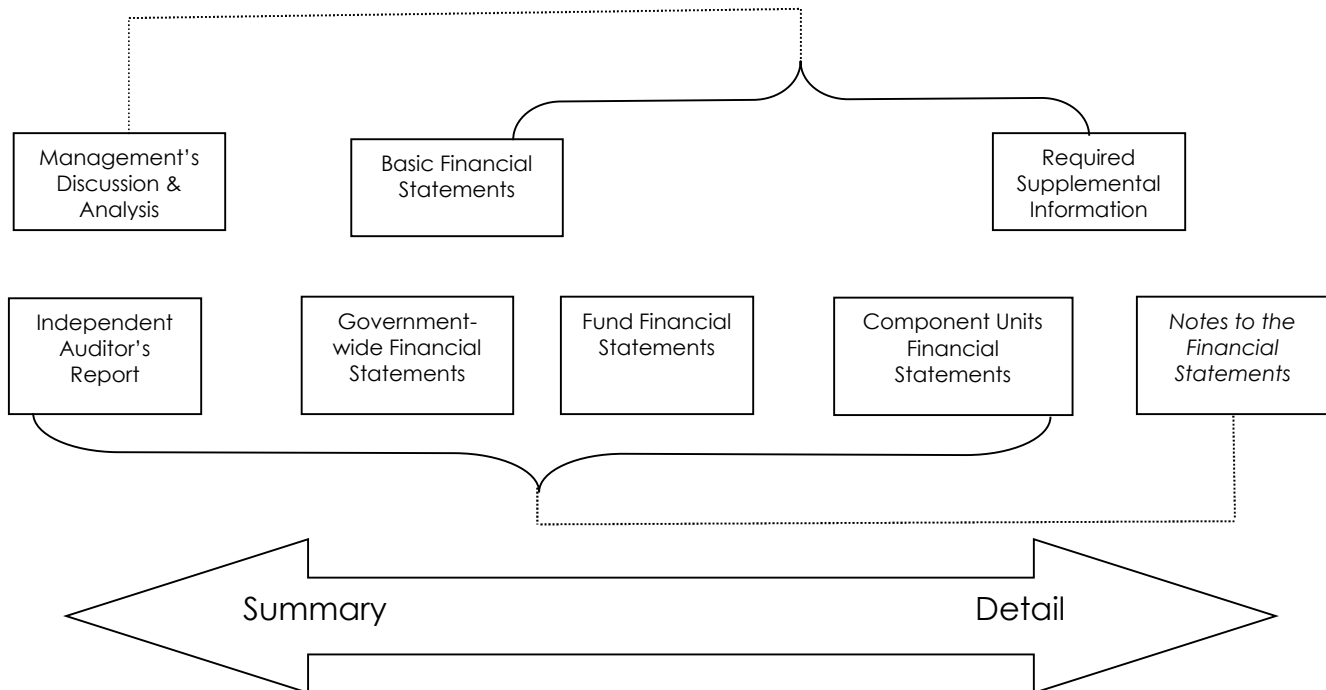 Management’s
Discussion &
Analysis
Basic Financial
Statements
Required
Supplemental
Information
Independent
Auditor’s
Report
Government-
wide Financial
Statements
Fund Financial
Statements
Component Units
Financial
Statements
Notes to the
Financial
Statements
Summary
Detail